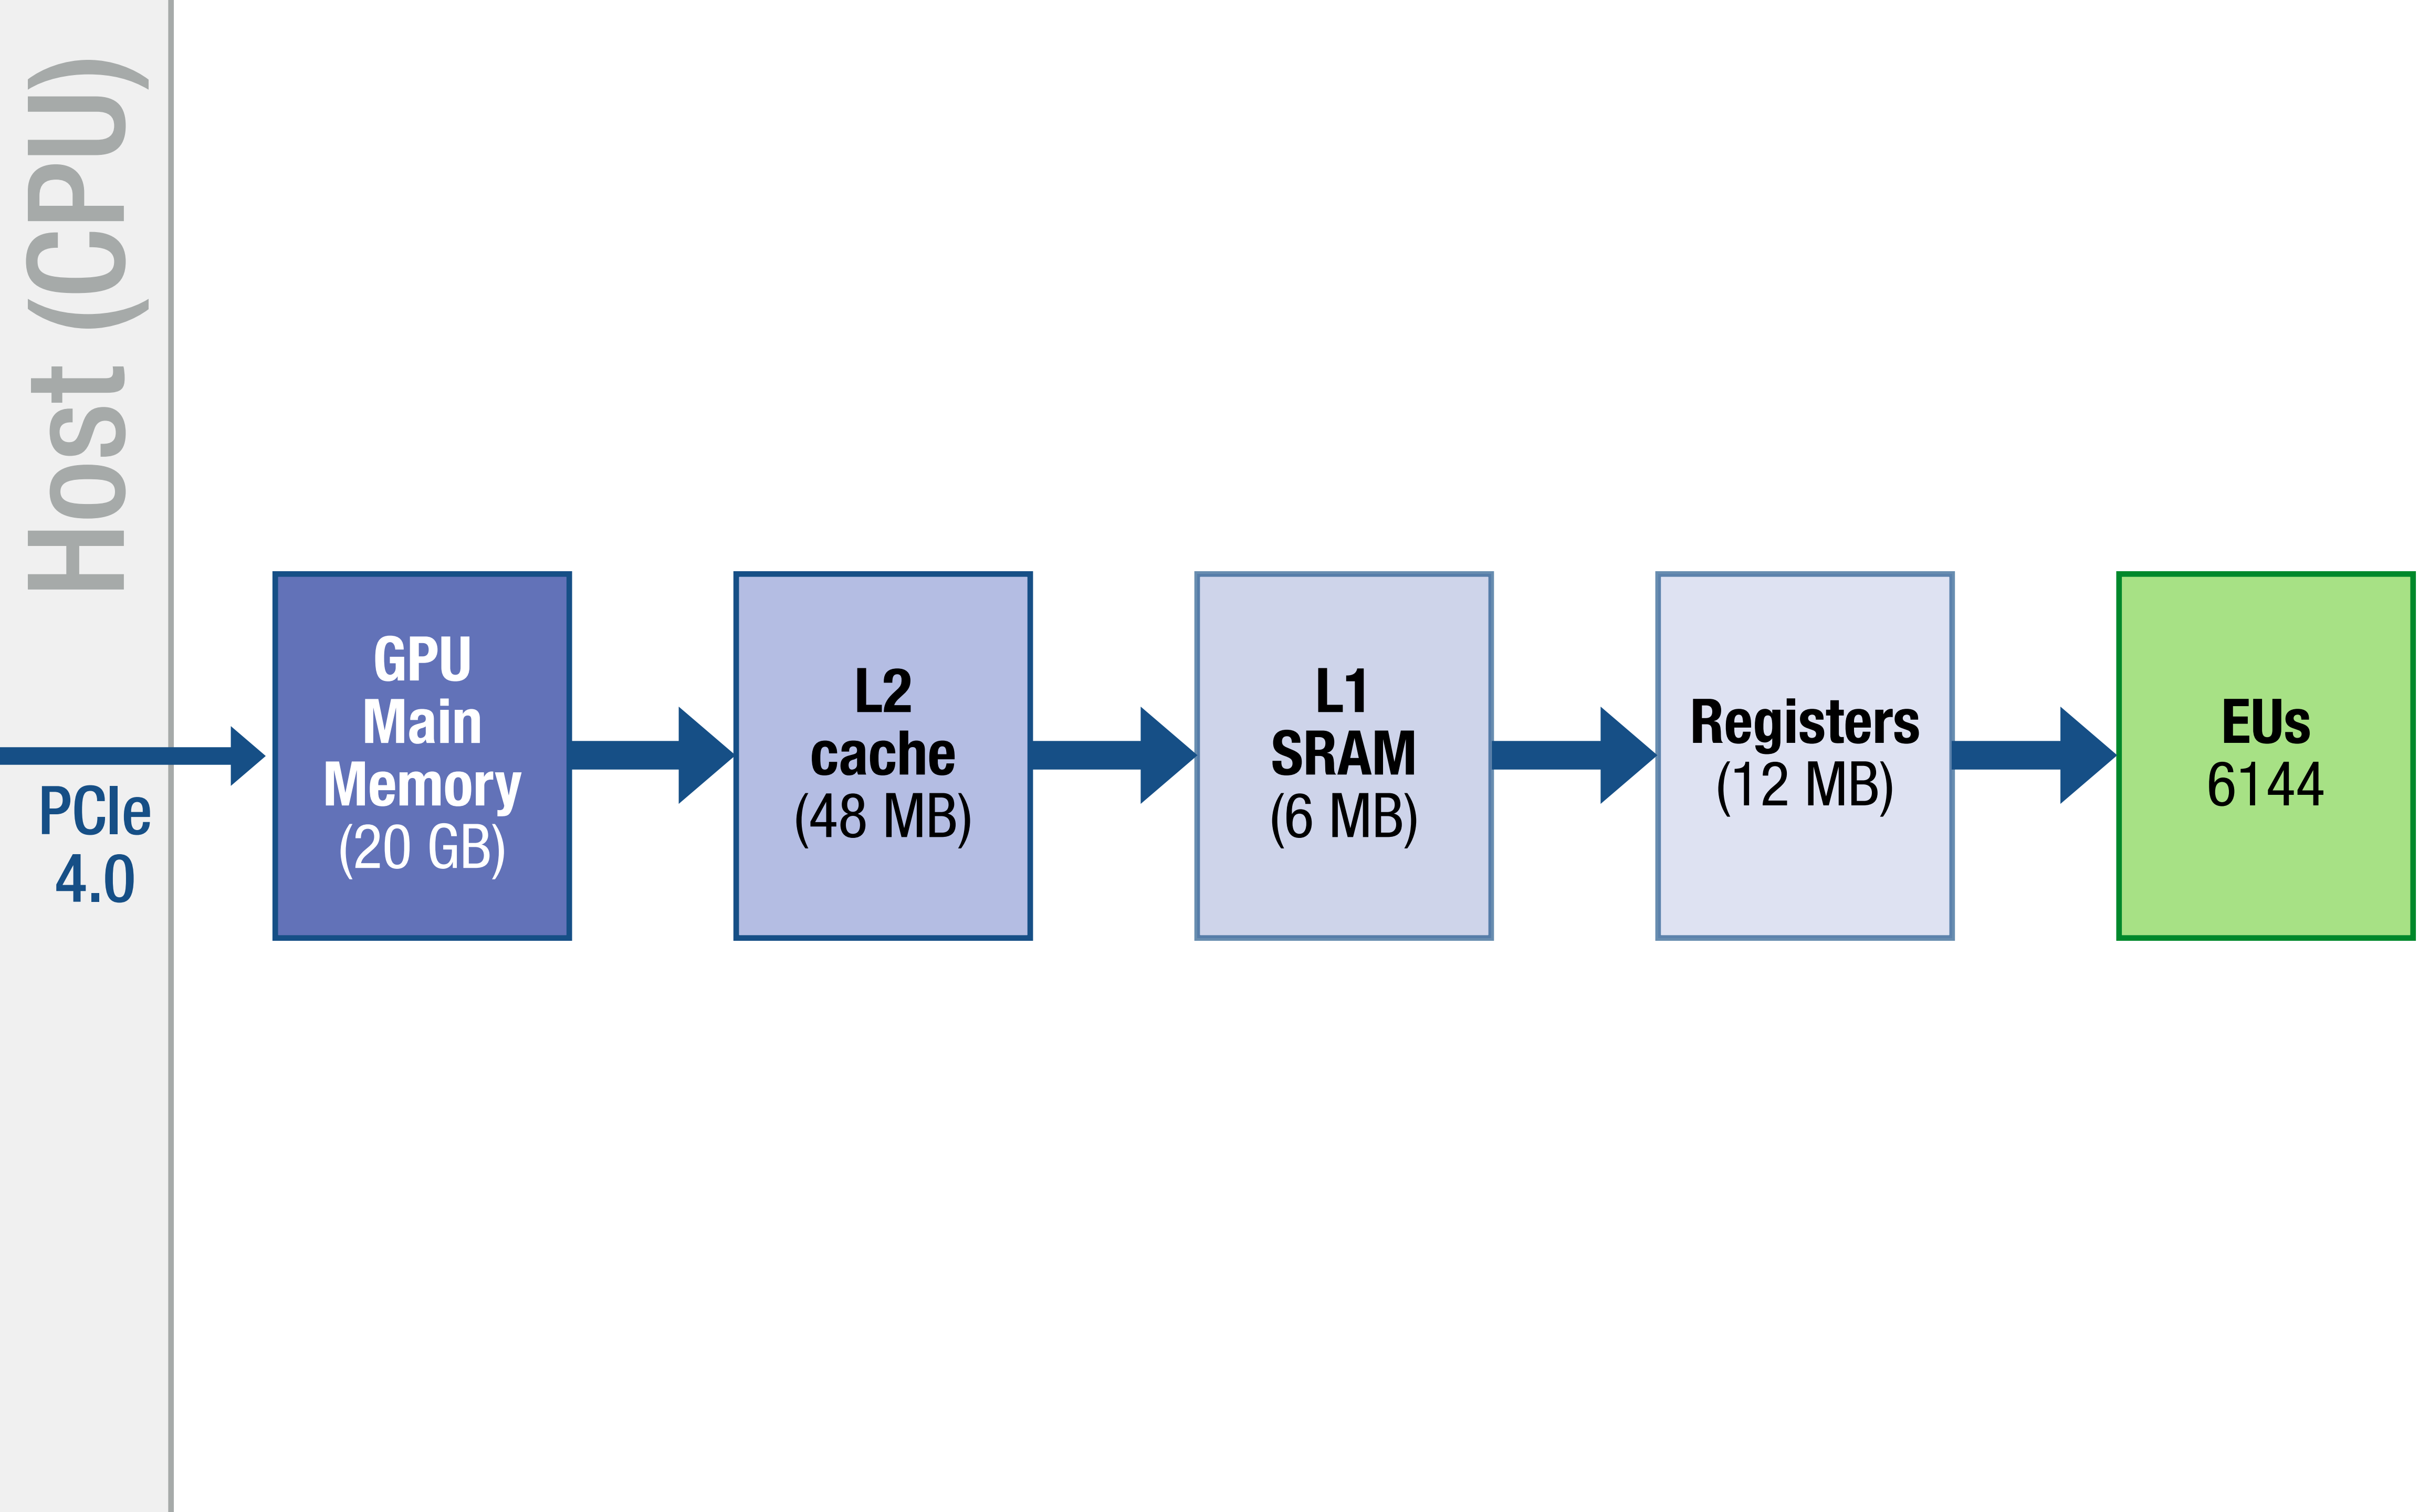 Host (CPU)
PCIe
4.0
GPU
Main
Memory
(20 GB)
L2
cache
(48 MB)
L1
SRAM
(6 MB)
Registers
(12 MB)
EUs
6144